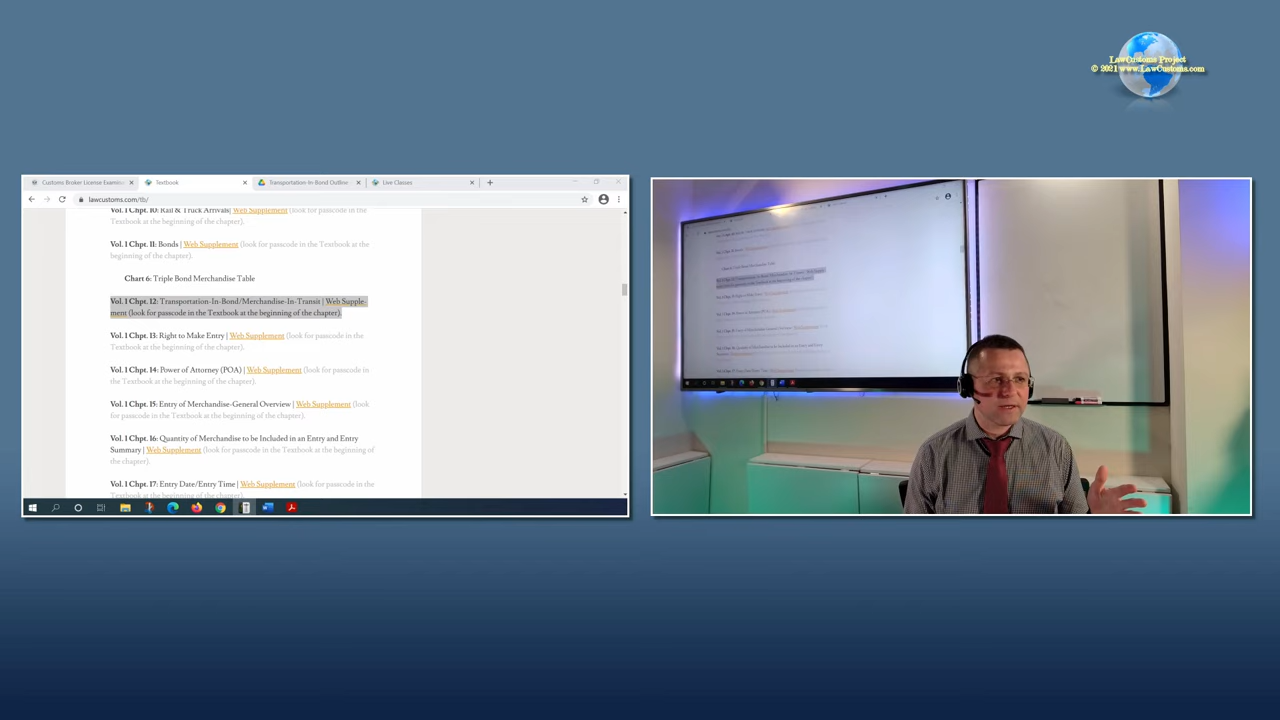 LawCustoms Project
© 2021 www.LawCustoms.com
Customs Broker License Examina
Textbook
Transportation-In-Bond Outline
Live Classes
lawcustoms.com/tb/
Vol. 1 Chpt. 10: Rail & Truck Arrivals| Web Supplement (look for passcode in the
Textbook at the beginning of the chapter).
Vol. 1 Chpt. 11: Bonds | Web Supplement (look for passcode in the Textbook at the
beginning of the chapter).
Chart 6: Triple Bond Merchandise Table
Vol. 1 Chpt. 12: Transportation-In-Bond/Merchandise-In-Transit | Web Supple-
ment (look for passcode in the Textbook at the beginning of the chapter).
Vol. 1 Chpt. 13: Right to Make Entry | Web Supplement (look for passcode in the
Textbook at the beginning of the chapter).
Vol. 1 Chpt. 14: Power of Attorney (POA) | Web Supplement (look for passcode in
the Textbook at the beginning of the chapter).
Vol. 1 Chpt. 15: Entry of Merchandise-General Overview | Web Supplement (look
for passcode in the Textbook at the beginning of the chapter).
Vol. 1 Chpt. 16: Quantity of Merchandise to be Included in an Entry and Entry
Summary | Web Supplement (look for passcode in the Textbook at the beginning of
the chapter).
Vol. 1 Chpt. 17: Entry Date/Entry Time | Web Supplement (look for passcode in the
Textbook at the beginning of the chapter).